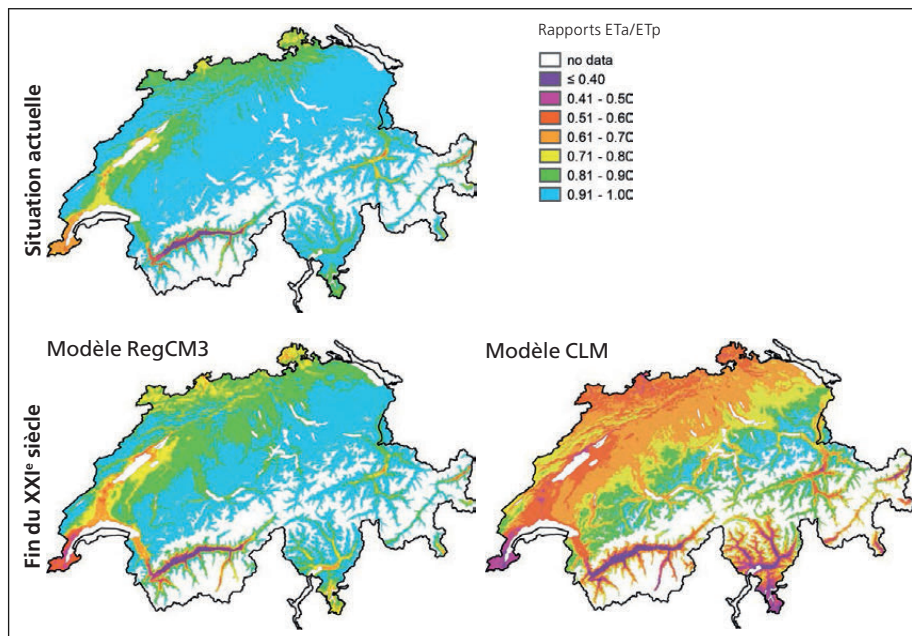 Rapports ETa/ETp
no data
≤ 0.40
0.41 - 0.5C
0.51 - 0.6C
0.61 - 0.7C
0.71 - 0.8C
0.81 - 0.9C
0.91 - 1.0C
Situation actuelle
Modèle RegCM3
Modèle CLM
Fin du XXIe siècle